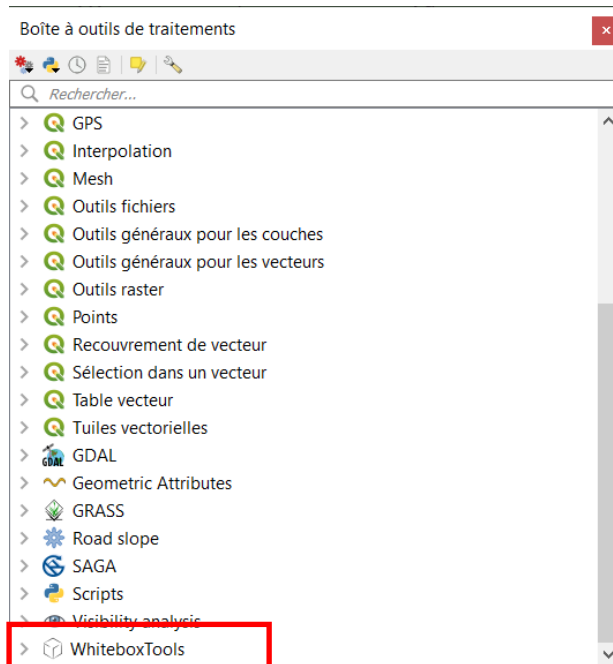 Boîte à outils de traitements
Rechercher...
GPS
Interpolation
Mesh
Outils fichiers
Outils généraux pour les couches
Outils généraux pour les vecteurs
Outils raster
Points
Recouvrement de vecteur
Sélection dans un vecteur
Table vecteur
Tuiles vectorielles
GDAL
GDAL
Geometric Attributes
GRASS
Road slope
SAGA
Scripts
Visibility analysis
WhiteboxTools